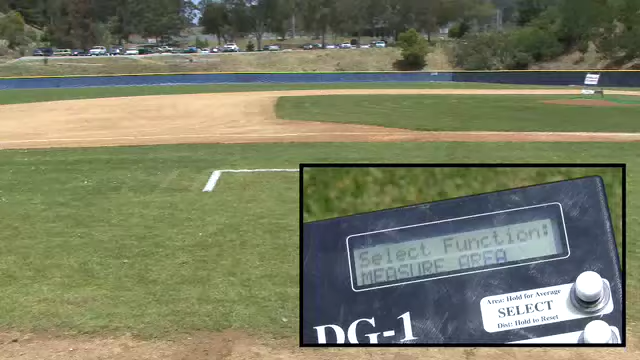 Select Function:
MEASURE AREA
Area: Hold for Average
SELECT
Dist: Hold to Reset
DG-1